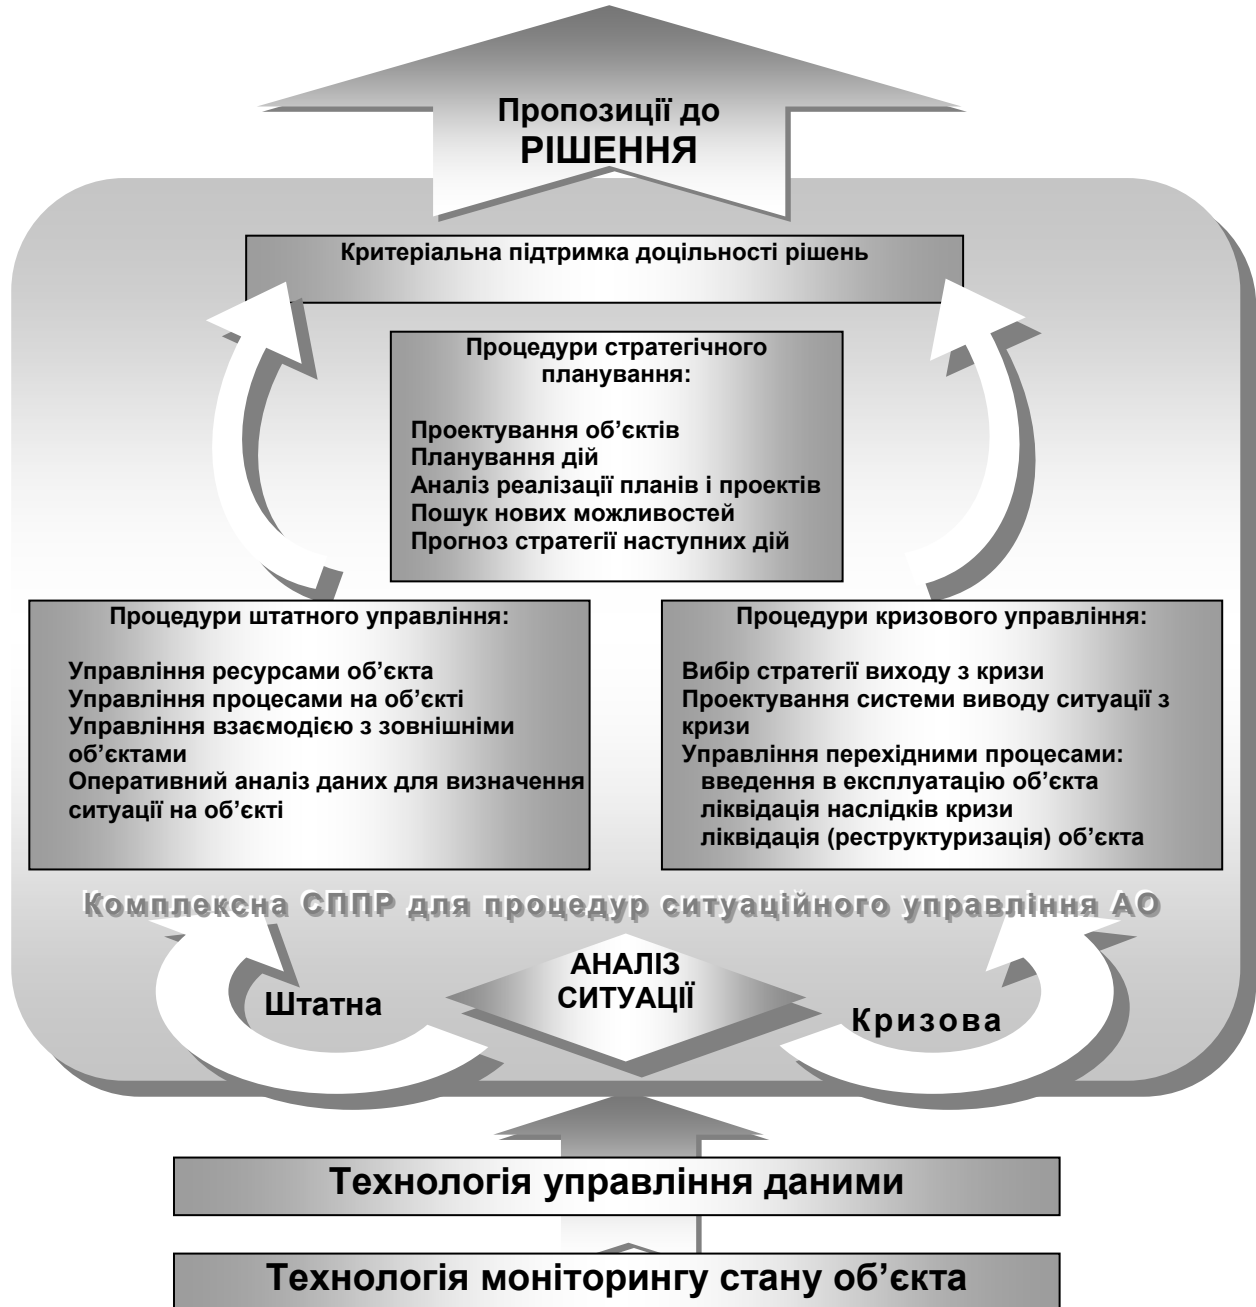 Пропозиції до
РІШЕННЯ
Критеріальна підтримка доцільності рішень
Процедури стратегічного
планування:
Проектування об’єктів
Планування дій
Аналіз реалізації планів і проектів
Пошук нових можливостей
Прогноз стратегії наступних дій
Процедури штатного управління:
Управління ресурсами об’єкта
Управління процесами на об’єкті
Управління взаємодією з зовнішніми
об’єктами
Оперативний аналіз даних для визначення
ситуації на об’єкті
Процедури кризового управління:
Вибір стратегії виходу з кризи
Проектування системи виводу ситуації з
кризи
Управління перехідними процесами:
введення в експлуатацію об’єкта
ліквідація наслідків кризи
ліквідація (реструктуризація) об’єкта
Комплексна СППР для процедур ситуаційного управління АО
АНАЛІЗ
СИТУАЦІЇ
Штатна
Кризова
Технологія управління даними
Технологія моніторингу стану об’єкта